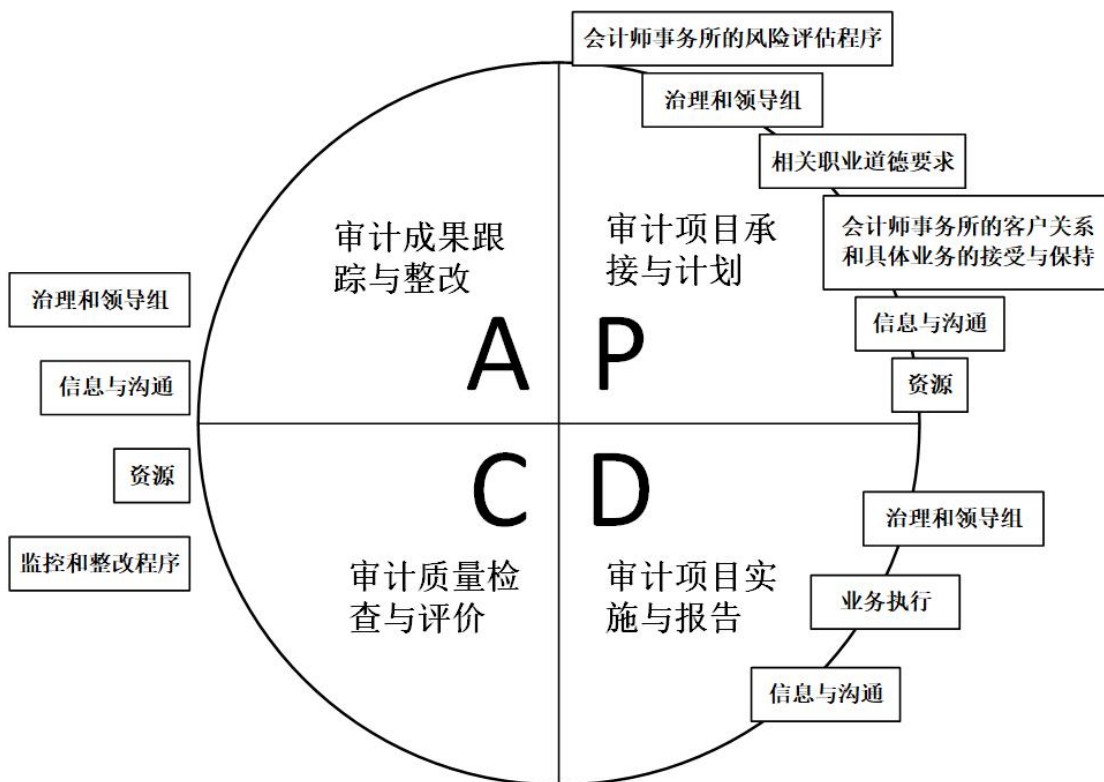 会计师事务所的风险评估程序
治理和领导组
相关职业道德要求
会计师事务所的客户关系
和具体业务的接受与保持
信息与沟通
资源
审计成果跟
踪与整改
审计项目承
接与计划
A
P
治理和领导组
信息与沟通
资源
监控和整改程序
C
D
审计质量检
查与评价
审计项目实
施与报告
治理和领导组
业务执行
信息与沟通